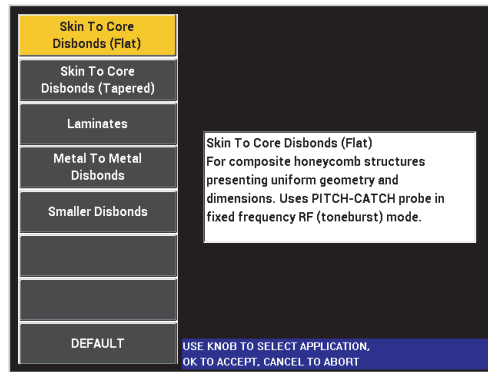 Skin To Core
Disbonds (Flat)
Skin To Core
Disbonds (Tapered)
Laminates
Metal To Metal
Disbonds
Smaller Disbonds
DEFAULT
Skin To Core Disbonds (Flat)
For composite honeycomb structures
presenting uniform geometry and
dimensions. Uses PITCH-CATCH probe in
fixed frequency RF (toneburst) mode.
USE KNOB TO SELECT APPLICATION,
OK TO ACCEPT, CANCEL TO ABORT